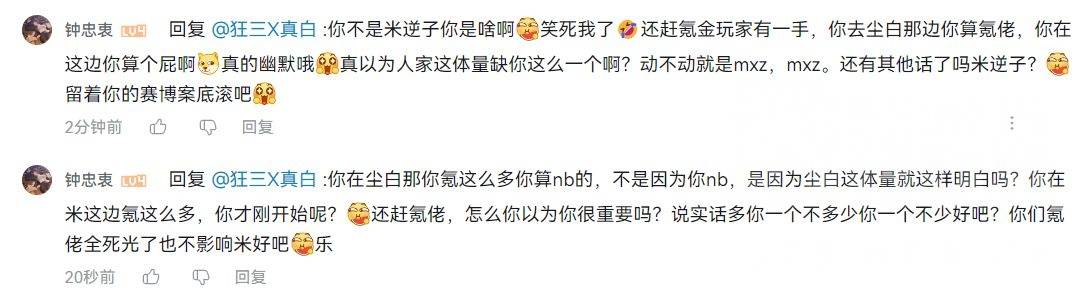 钟忠衷 LV4 回复 @狂三X真白 :你不是米逆子你是啥啊笑死我了还赶氪金玩家有一手，你去尘白那边你算氪佬，你在
这边你算个屁啊真的幽默哦真以为人家这体量缺你这么一个啊？动不动就是mxz，mxz。还有其他话了吗米逆子？
留着你的赛博案底滚吧
2分钟前 回复
钟忠衷 LV4 回复 @狂三X真白 :你在尘白那你氪这么多你算nb的，不是因为你nb，是因为尘白这体量就这样明白吗？你在
米这边氪这么多，你才刚开始呢？还赶氪佬，怎么你以为你很重要吗？说实话多你一个不多少你一个不少好吧？你们氪
佬全死光了也不影响米好吧乐
20秒前 回复